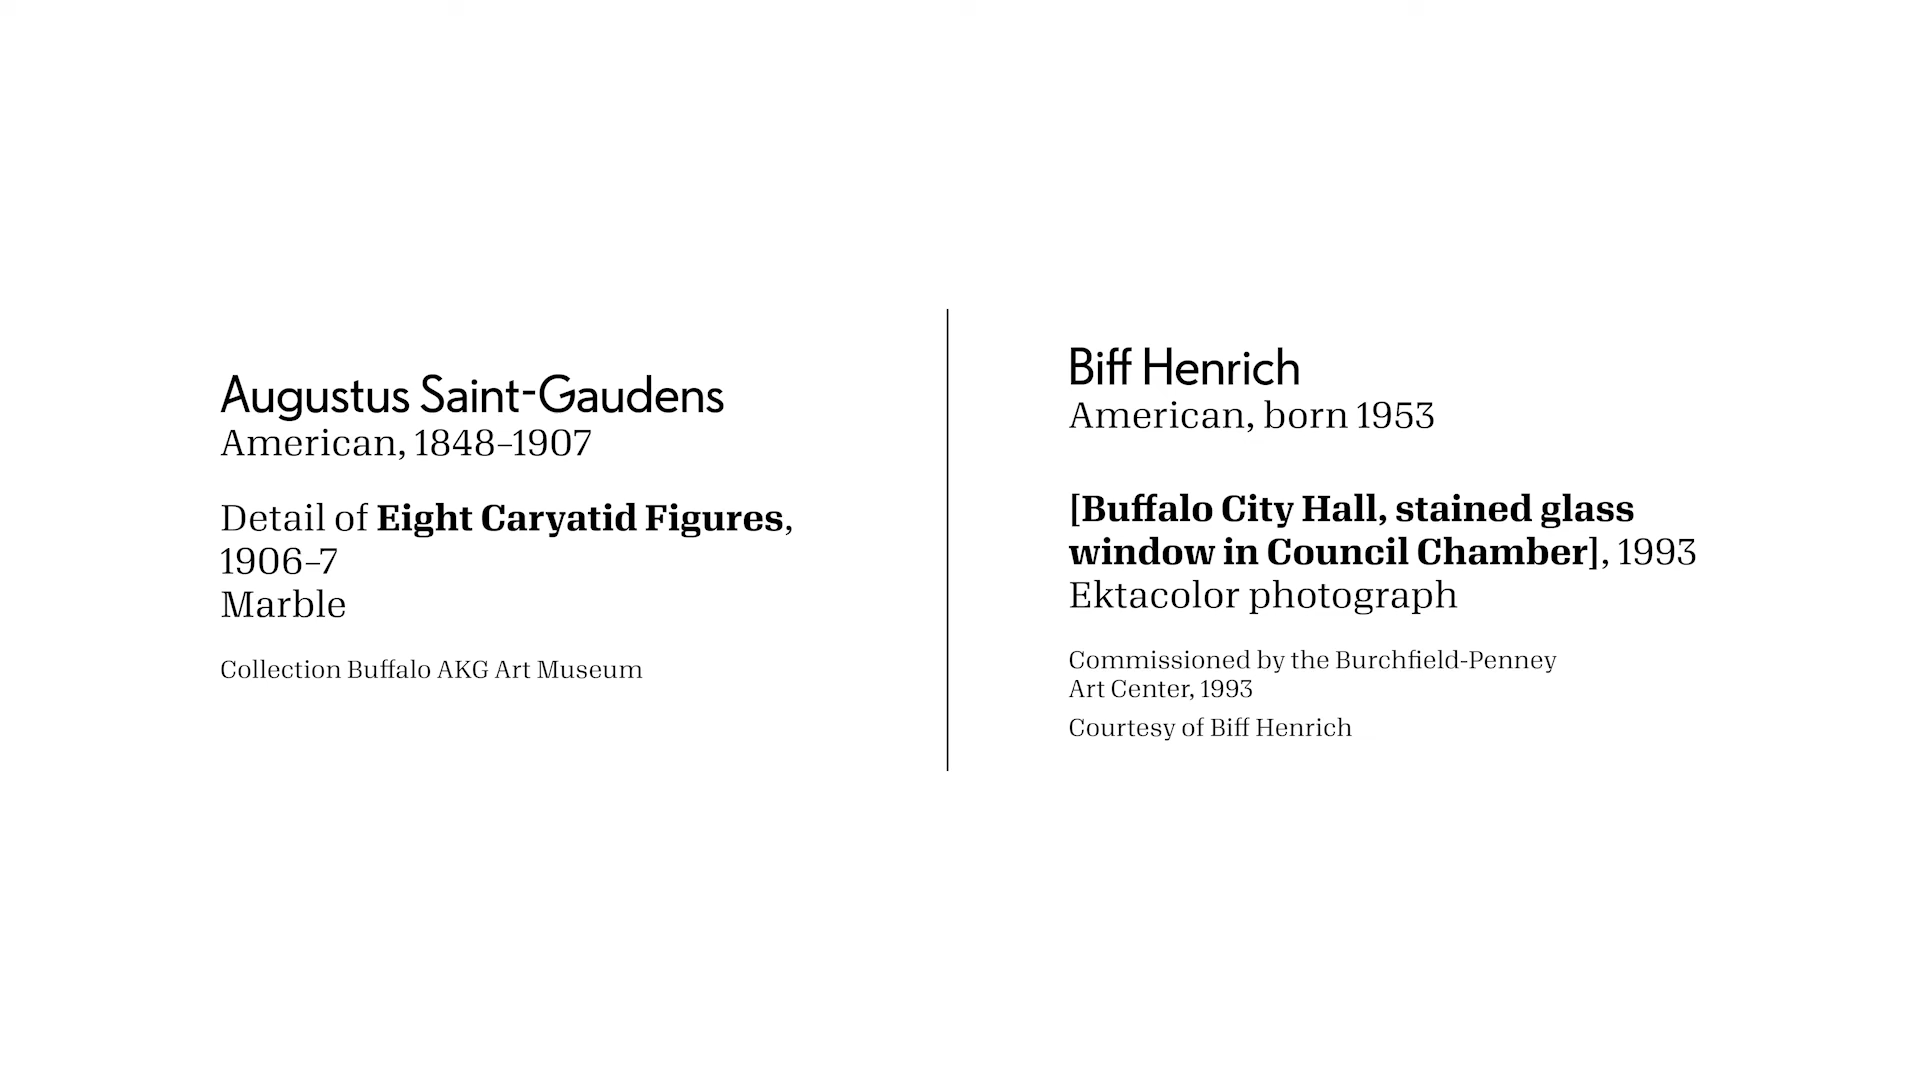 Augustus Saint-Gaudens
American, 1848–1907
Detail of Eight Caryatid Figures,
1906–7
Marble
Collection Buffalo AKG Art Museum
Biff Henrich
American, born 1953
[Buffalo City Hall, stained glass
window in Council Chamber], 1993
Ektacolor photograph
Commissioned by the Burchfield-Penney
Art Center, 1993
Courtesy of Biff Henrich